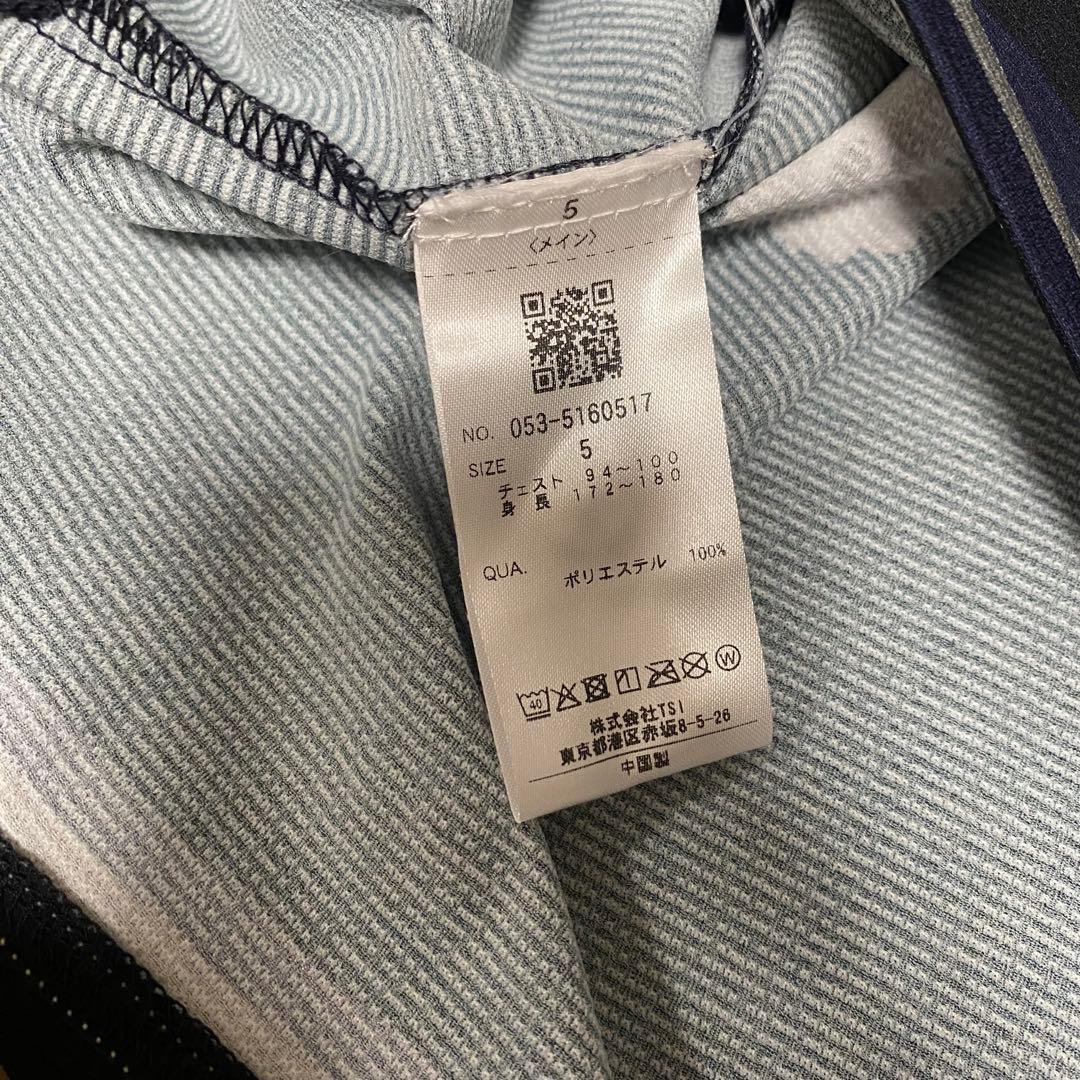 5
〈メイン〉
NO. 053-5160517
SIZE 5
チェスト 94～100
身長 172～180
QUA. ポリエステル 100%
40 W
株式会社TSI
東京都港区赤坂8-5-26
中国製